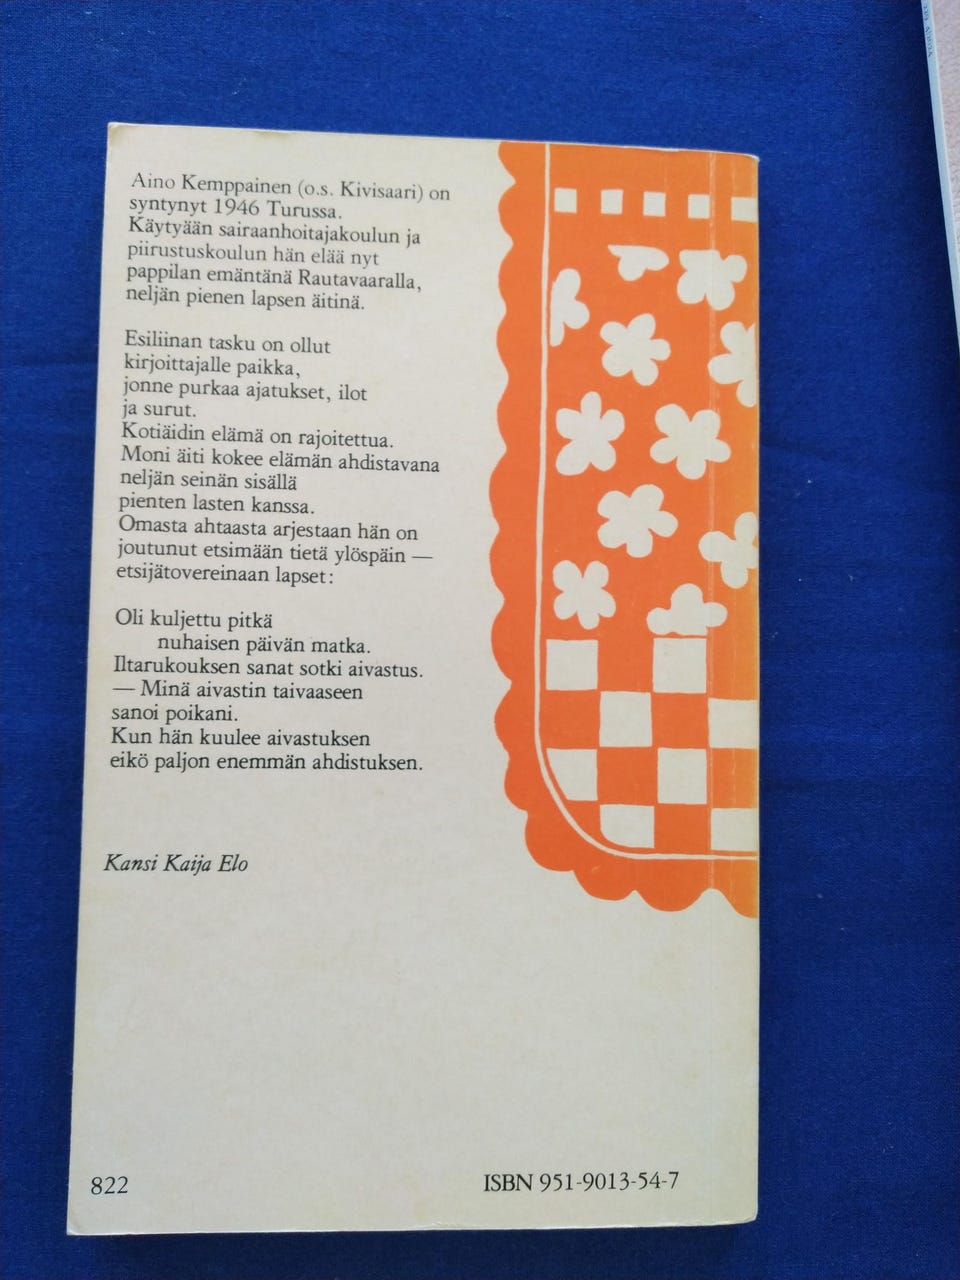 Aino Kemppainen (o.s. Kivisaari) on
syntynyt 1946 Turussa.
Käytyään sairaanhoitajakoulun ja
piirustuskoulun hän elää nyt
pappilan emäntänä Rautavaaralla,
neljän pienen lapsen äitinä.
Esiliinan tasku on ollut
kirjoittajalle paikka,
jonne purkaa ajatukset, ilot
ja surut.
Kotiäidin elämä on rajoitettua.
Moni äiti kokee elämän ahdistavana
neljän seinän sisällä
pienten lasten kanssa.
Omasta ahtaasta arjestaan hän on
joutunut etsimään tietä ylöspäin —
etsijätovereinaan lapset:
Oli kuljettu pitkä
nuhaisen päivän matka.
Iltarukouksen sanat sotki aivastus.
— Minä aivastin taivaaseen
sanoi poikani.
Kun hän kuulee aivastuksen
eikö paljon enemmän ahdistuksen.
Kansi Kaija Elo
822
ISBN 951-9013-54-7